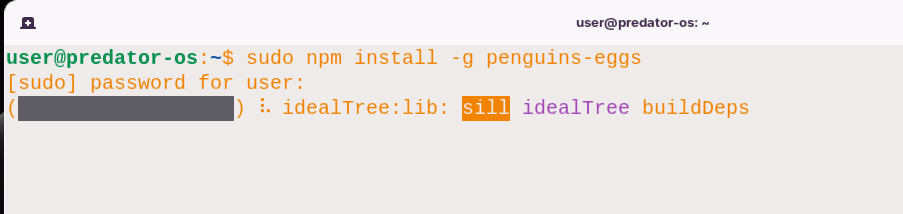 user@predator-os: ~
user@predator-os:~$ sudo npm install -g penguins-eggs
[sudo] password for user:
(                  ) ⠧ idealTree:lib: sill idealTree buildDeps